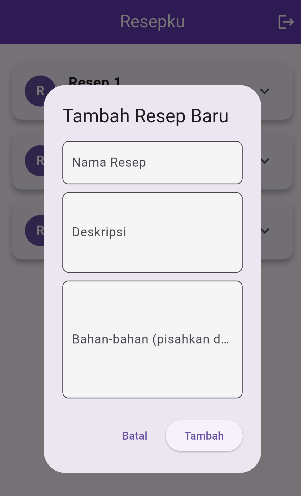 Resepku
R
Resep 1
Tambah Resep Baru
Nama Resep
R
Deskripsi
R
Bahan-bahan (pisahkan d...
Batal
Tambah